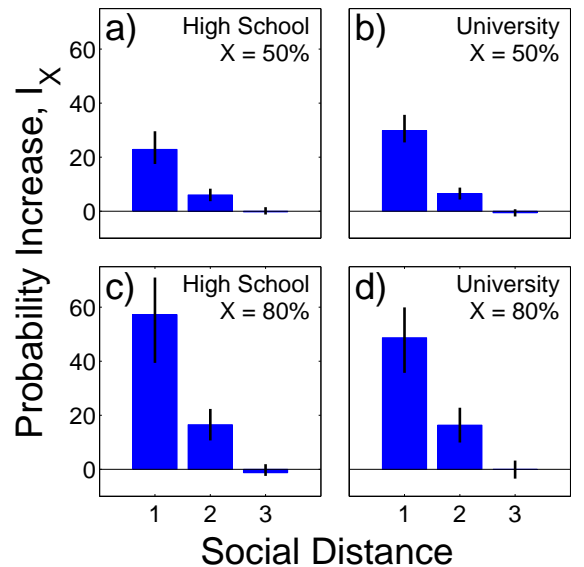 Probability Increase, I_X
a)
High School
X = 50%
60
40
20
0
b)
University
X = 50%
c)
High School
X = 80%
60
40
20
0
1 2 3
d)
University
X = 80%
1 2 3
Social Distance